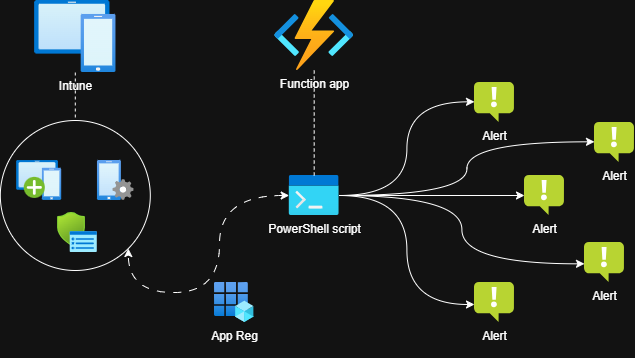 Intune
Function app
Alert
Alert
PowerShell script
Alert
Alert
App Reg
Alert